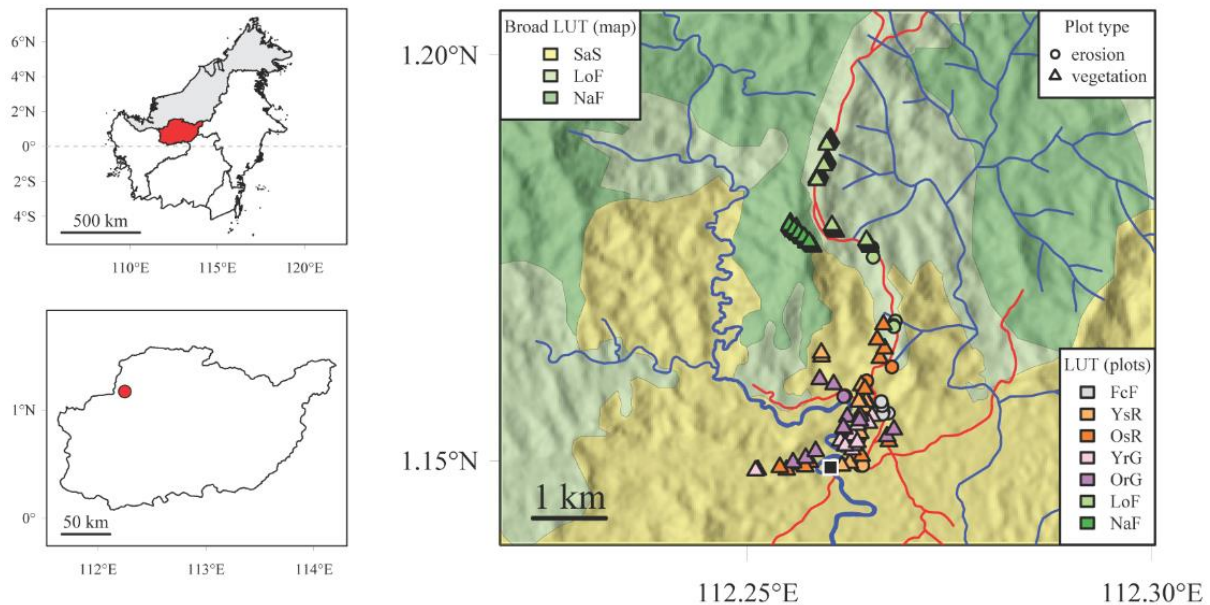 6°N
4°N
2°N
0°
2°S
4°S
500 km
110°E
115°E
120°E
1°N
0°
50 km
112°E
113°E
114°E
1.20°N
1.15°N
Broad LUT (map)
SaS
LoF
NaF
Plot type
erosion
vegetation
LUT (plots)
FcF
YsR
OsR
YrG
OrG
LoF
NaF
1 km
112.25°E
112.30°E